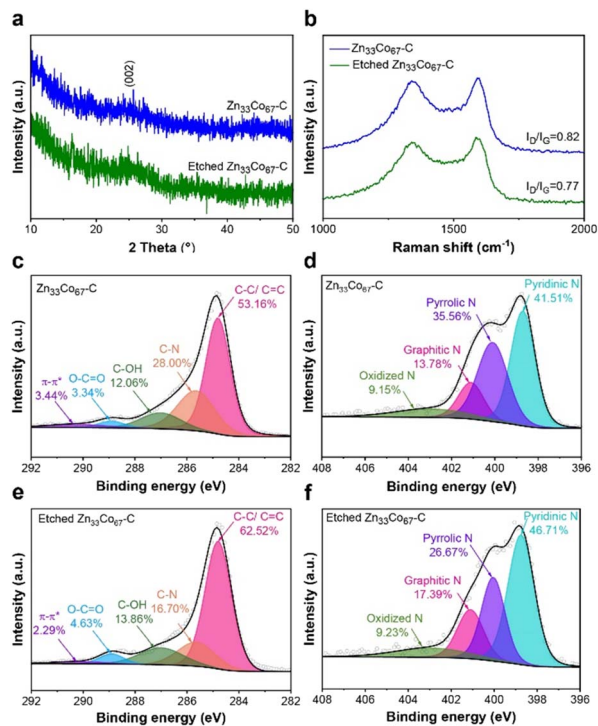 a
Intensity (a.u.)
(002)
Zn33Co67-C
Etched Zn33Co67-C
10 20 30 40 50
2 Theta (°)
b
Intensity (a.u.)
Zn33Co67-C
Etched Zn33Co67-C
ID/IG=0.82
ID/IG=0.77
1000 1500 2000
Raman shift (cm-1)
c
Zn33Co67-C
Intensity (a.u.)
C-C/ C=C
53.16%
C-N
28.00%
C-OH
12.06%
O-C=O
3.34%
π-π*
3.44%
292 290 288 286 284 282
Binding energy (eV)
d
Zn33Co67-C
Intensity (a.u.)
Pyridinic N
41.51%
Pyrrolic N
35.56%
Graphitic N
13.78%
Oxidized N
9.15%
408 406 404 402 400 398 396
Binding energy (eV)
e
Etched Zn33Co67-C
Intensity (a.u.)
C-C/ C=C
62.52%
C-N
16.70%
C-OH
13.86%
O-C=O
4.63%
π-π*
2.29%
292 290 288 286 284 282
Binding energy (eV)
f
Etched Zn33Co67-C
Intensity (a.u.)
Pyridinic N
46.71%
Pyrrolic N
26.67%
Graphitic N
17.39%
Oxidized N
9.23%
408 406 404 402 400 398 396
Binding energy (eV)